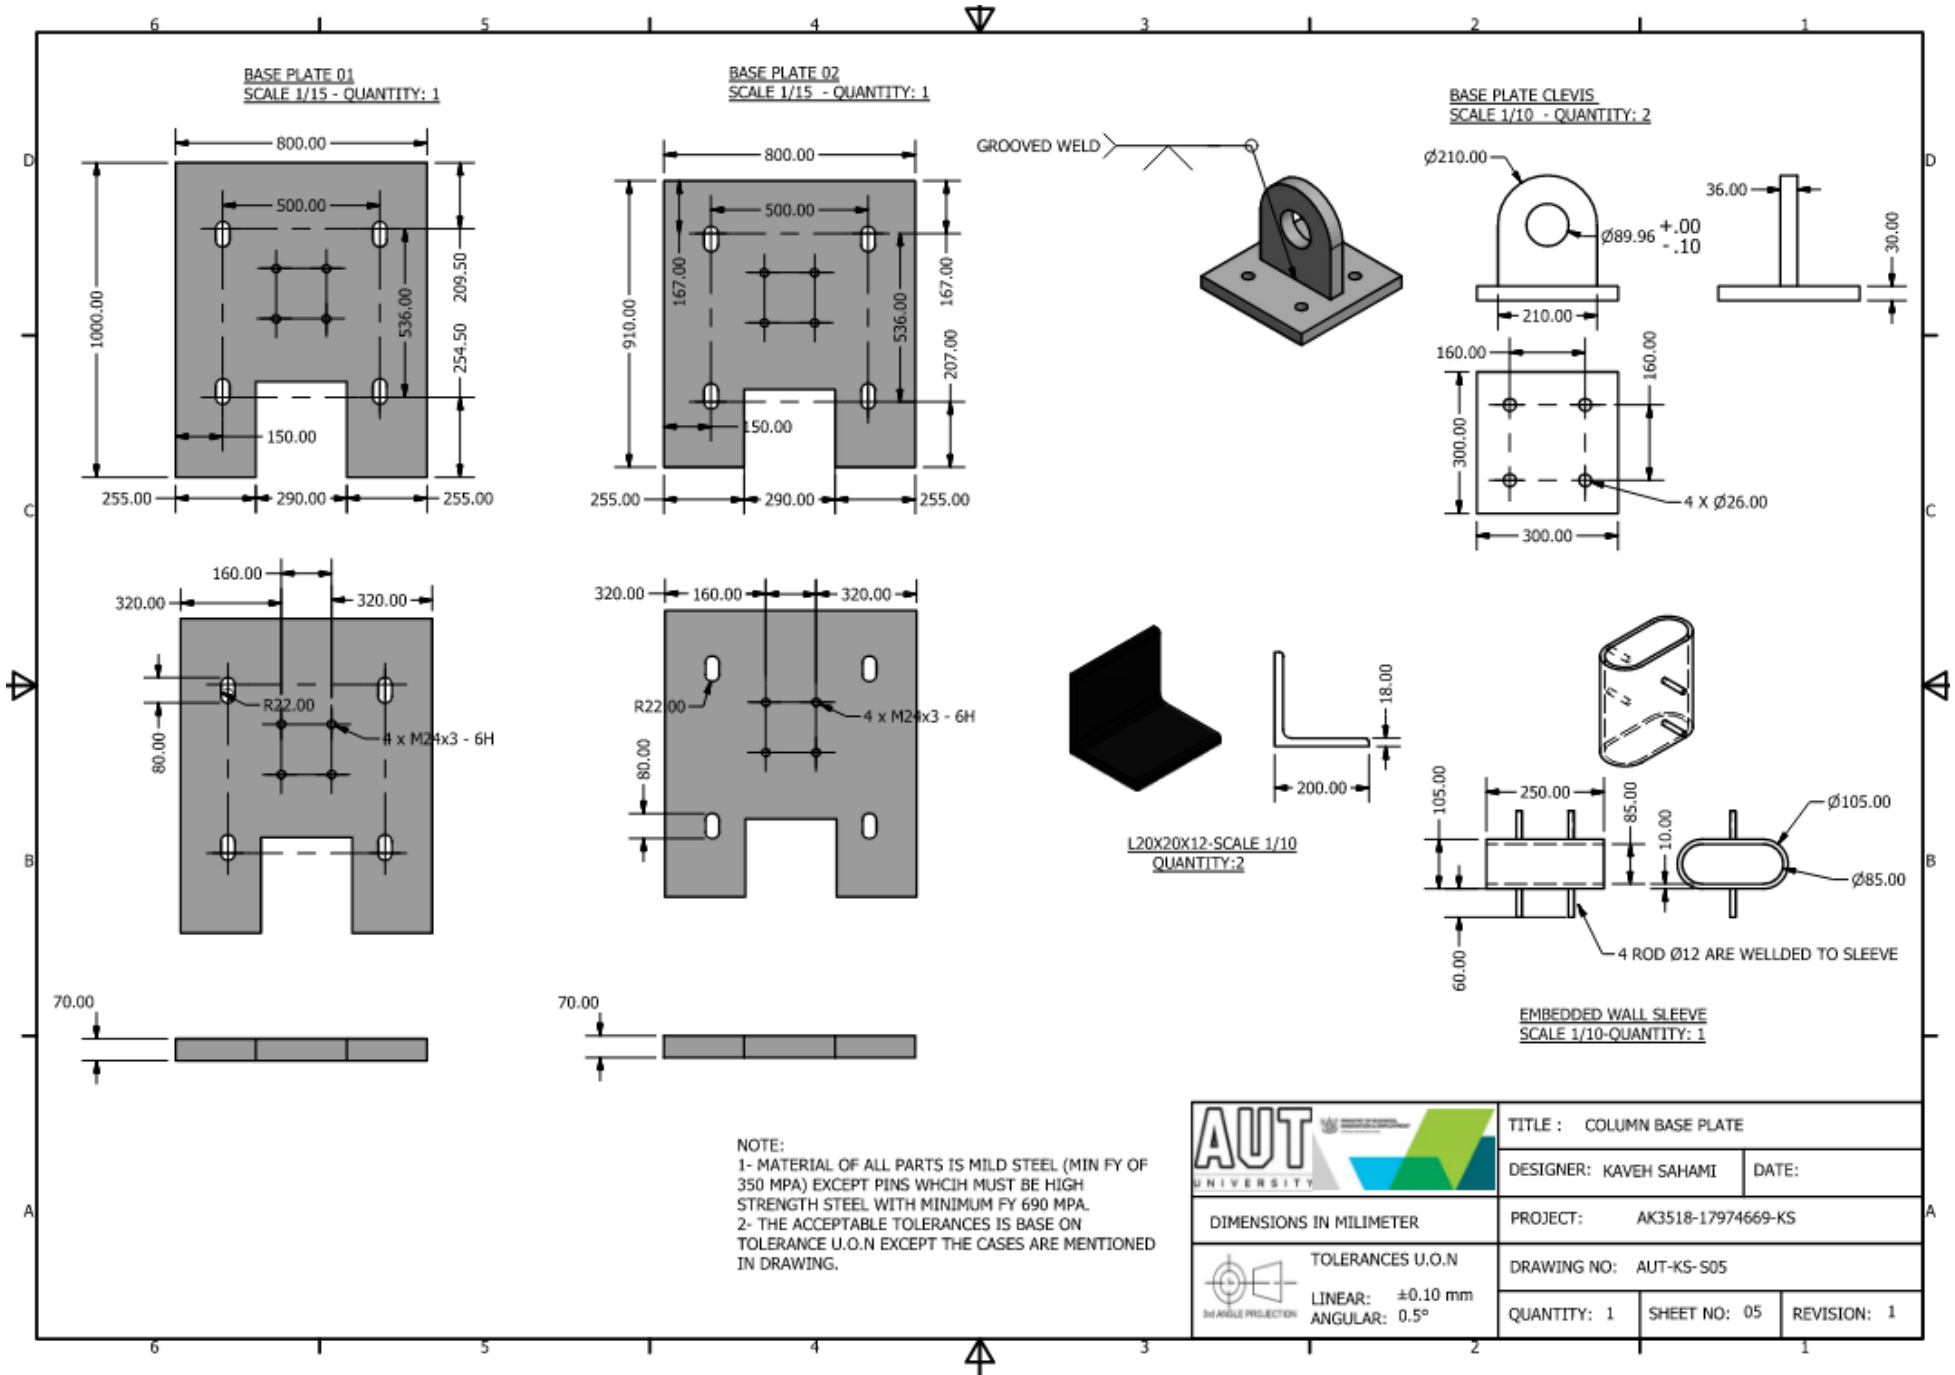 6 5 4 3 2 1
BASE PLATE 01
SCALE 1/15 - QUANTITY: 1
800.00
500.00
1000.00
209.50
536.00
254.50
150.00
255.00
290.00
255.00
BASE PLATE 02
SCALE 1/15 - QUANTITY: 1
800.00
500.00
167.00
167.00
910.00
536.00
207.00
150.00
255.00
290.00
255.00
GROOVED WELD
BASE PLATE CLEVIS
SCALE 1/10 - QUANTITY: 2
Ø210.00
36.00
Ø89.96 +.00
-.10
30.00
210.00
160.00
160.00
300.00
4 X Ø26.00
300.00
D
D
C
C
160.00
320.00
320.00
R22.00
80.00
4 x M24x3 - 6H
320.00
160.00
320.00
R22.00
4 x M24x3 - 6H
80.00
18.00
200.00
L20X20X12-SCALE 1/10
QUANTITY:2
105.00
250.00
85.00
10.00
Ø105.00
Ø85.00
60.00
4 ROD Ø12 ARE WELLDED TO SLEEVE
EMBEDDED WALL SLEEVE
SCALE 1/10-QUANTITY: 1
B
B
70.00
70.00
NOTE:
1- MATERIAL OF ALL PARTS IS MILD STEEL (MIN FY OF
350 MPA) EXCEPT PINS WHCIH MUST BE HIGH
STRENGTH STEEL WITH MINIMUM FY 690 MPA.
2- THE ACCEPTABLE TOLERANCES IS BASE ON
TOLERANCE U.O.N EXCEPT THE CASES ARE MENTIONED
IN DRAWING.
A
A
AUT
UNIVERSITY
TITLE : COLUMN BASE PLATE
DESIGNER: KAVEH SAHAMI
DATE:
DIMENSIONS IN MILIMETER
PROJECT: AK3518-17974669-KS
3rd ANGLE PROJECTION
TOLERANCES U.O.N
LINEAR: ±0.10 mm
ANGULAR: 0.5°
DRAWING NO: AUT-KS-S05
QUANTITY: 1
SHEET NO: 05
REVISION: 1
6 5 4 3 2 1